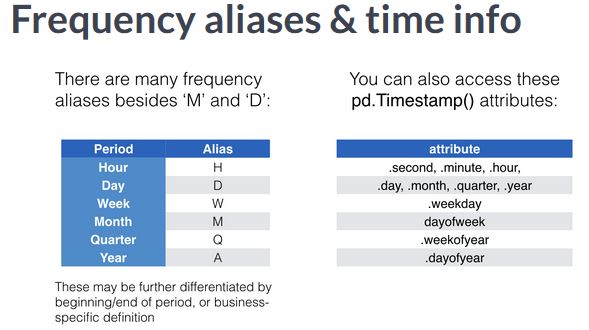 Frequency aliases & time info
There are many frequency
aliases besides ‘M’ and ‘D’:
Period Alias
Hour H
Day D
Week W
Month M
Quarter Q
Year A
These may be further differentiated by
beginning/end of period, or business-
specific definition
You can also access these
pd.Timestamp() attributes:
attribute
.second, .minute, .hour,
.day, .month, .quarter, .year
.weekday
dayofweek
.weekofyear
.dayofyear